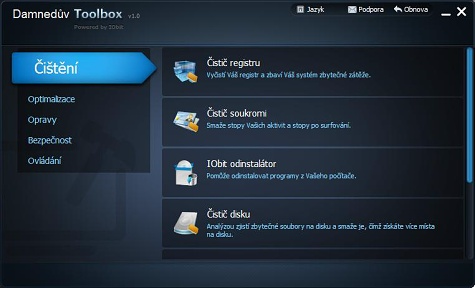 Damnedův Toolbox v1.0
Powered by IObit
Jazyk
Podpora
Obnova
Čištění
Optimalizace
Opravy
Bezpečnost
Ovládání
Čistič registru
Vyčistí Váš registr a zbaví Váš systém zbytečné zátěže.
Čistič soukromi
Smaže stopy Vašich aktivit a stopy po surfování.
IObit odinstalátor
Pomůže odinstalovat programy z Vašeho počítače.
Čistič disku
Analýzou zjistí zbytečné soubory na disku a smaže je, čímž získáte více místa
na disku.